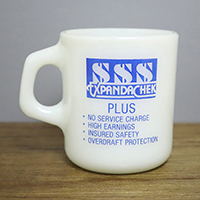 SSS
EXPANDACHEK
PLUS
• NO SERVICE CHARGE
• HIGH EARNINGS
• INSURED SAFETY
• OVERDRAFT PROTECTION